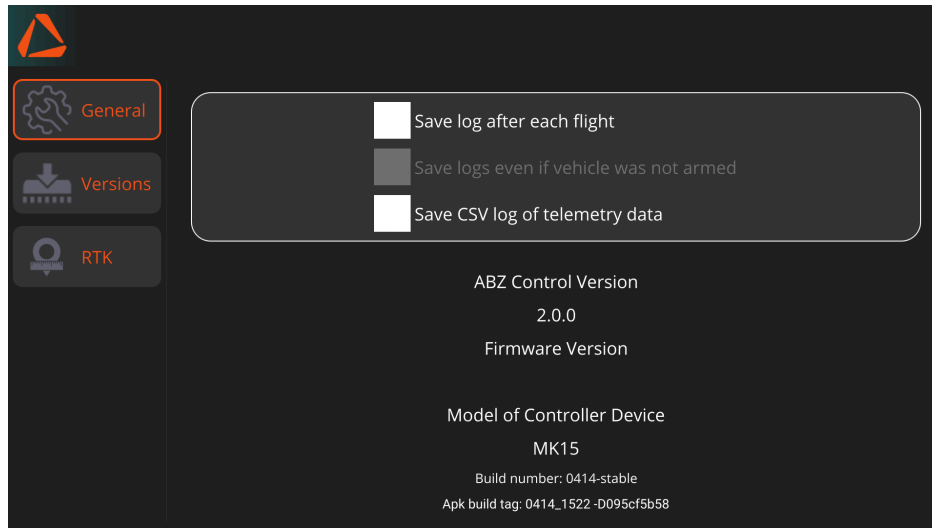 General
Versions
RTK
Save log after each flight
Save logs even if vehicle was not armed
Save CSV log of telemetry data
ABZ Control Version
2.0.0
Firmware Version
Model of Controller Device
MK15
Build number: 0414-stable
Apk build tag: 0414_1522 -D095cf5b58